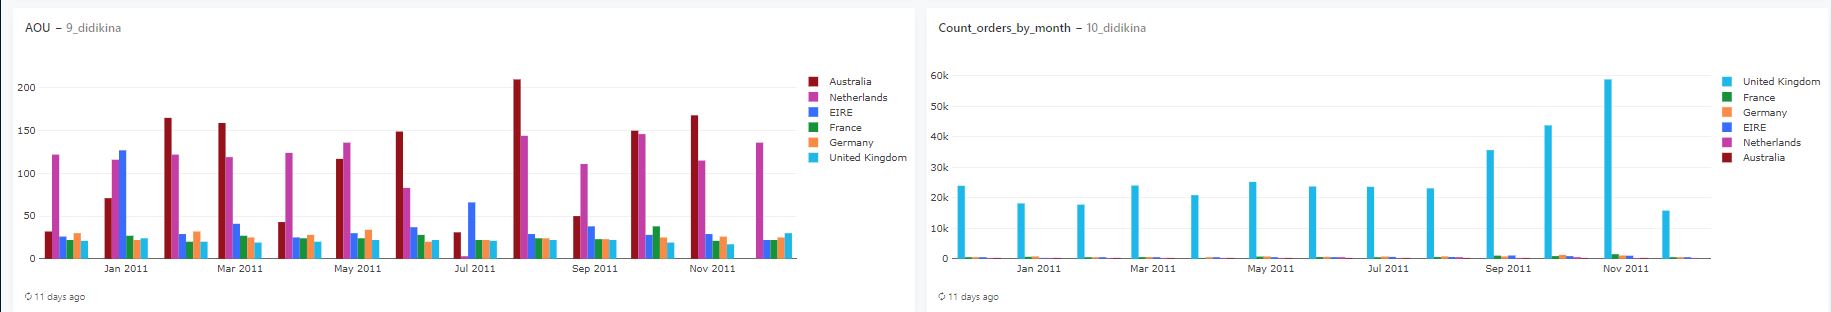 AOU – 9_didikina
200
150
100
50
0
Jan 2011 Mar 2011 May 2011 Jul 2011 Sep 2011 Nov 2011
Australia
Netherlands
EIRE
France
Germany
United Kingdom
11 days ago
Count_orders_by_month – 10_didikina
60k
50k
40k
30k
20k
10k
0
Jan 2011 Mar 2011 May 2011 Jul 2011 Sep 2011 Nov 2011
United Kingdom
France
Germany
EIRE
Netherlands
Australia
11 days ago